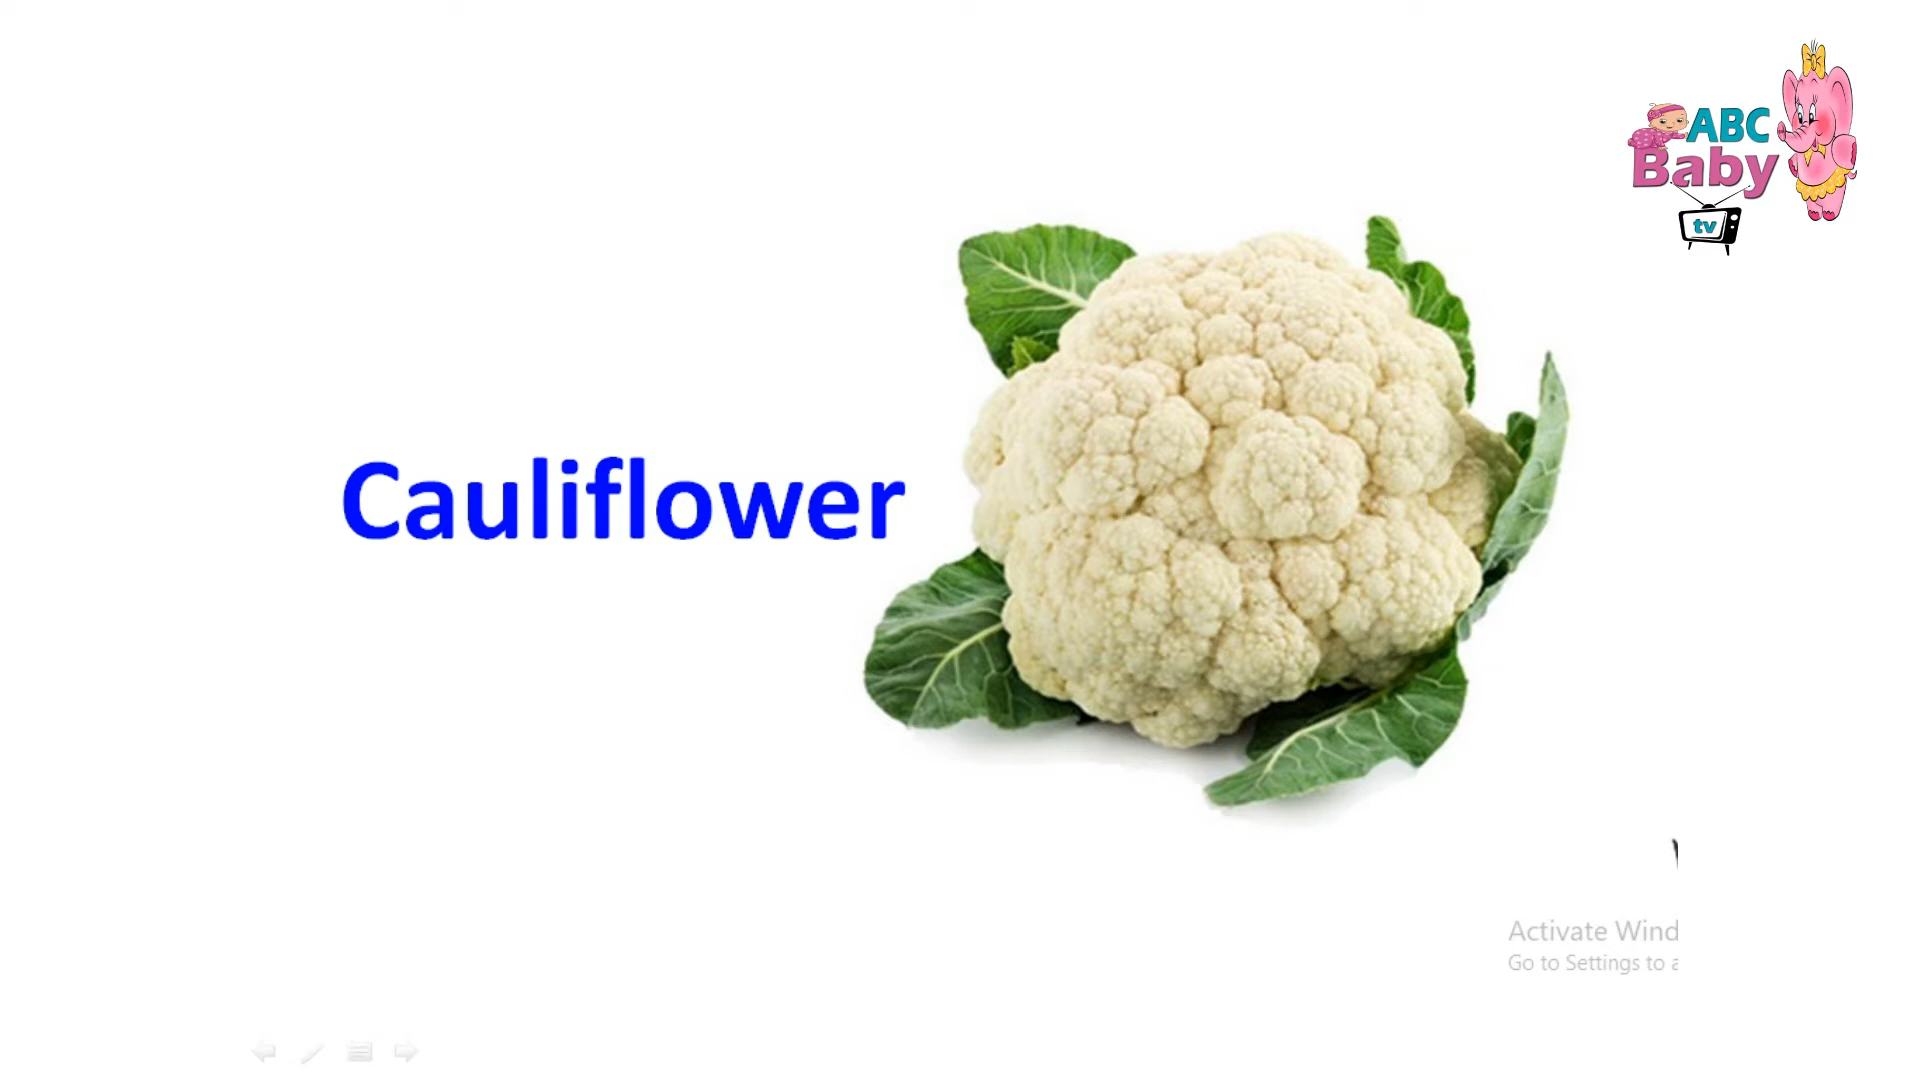 ABC
Baby
tv
Cauliflower
Activate Wind
Go to Settings to